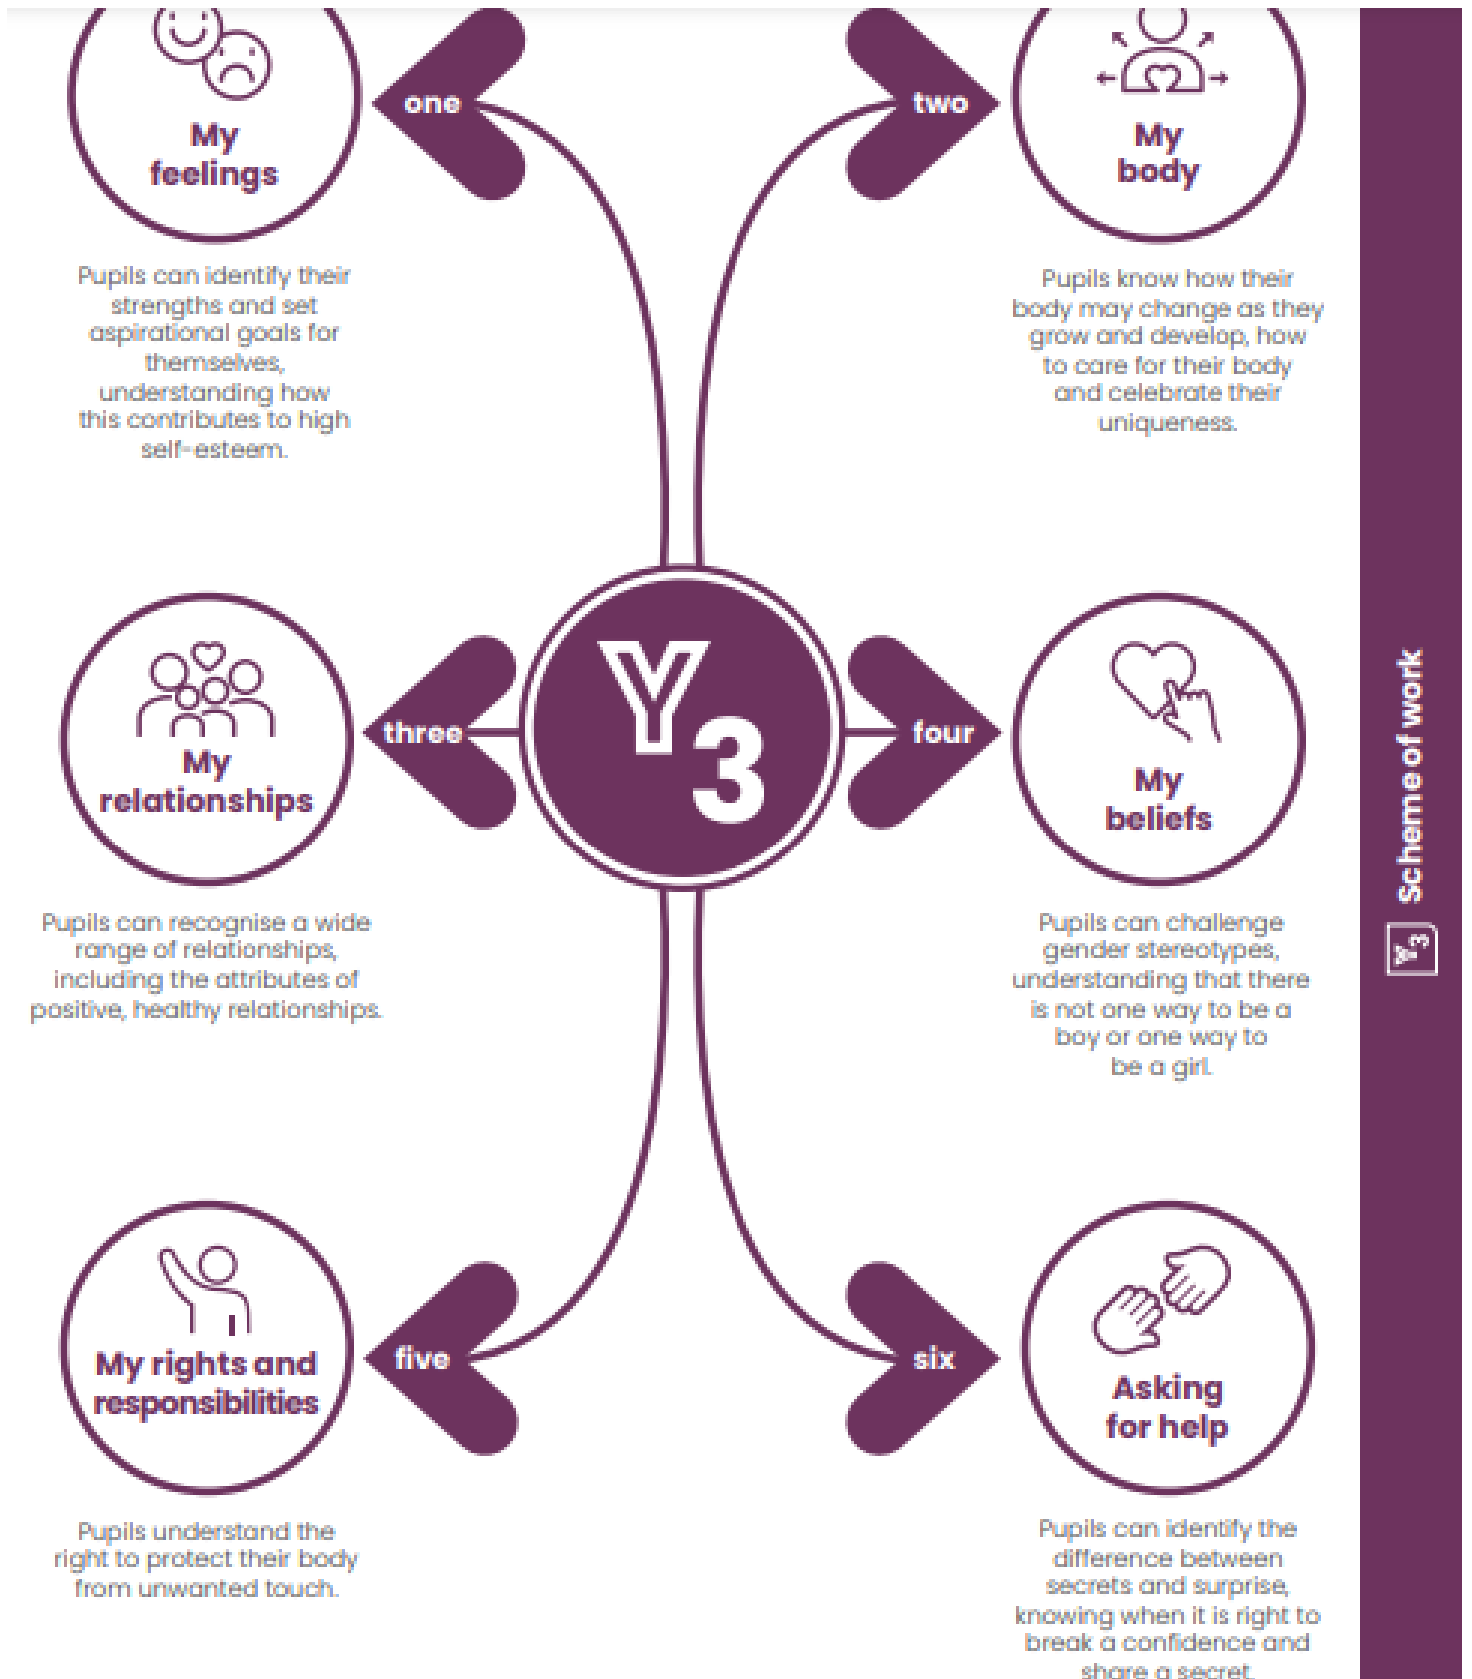 one
My
feelings
Pupils can identify their
strengths and set
aspirational goals for
themselves,
understanding how
this contributes to high
self-esteem.
two
My
body
Pupils know how their
body may change as they
grow and develop, how
to care for their body
and celebrate their
uniqueness.
Y3
three
My
relationships
Pupils can recognise a wide
range of relationships,
including the attributes of
positive, healthy relationships.
four
My
beliefs
Pupils can challenge
gender stereotypes,
understanding that there
is not one way to be a
boy or one way to
be a girl.
five
My rights and
responsibilities
Pupils understand the
right to protect their body
from unwanted touch.
six
Asking
for help
Pupils can identify the
difference between
secrets and surprise,
knowing when it is right to
break a confidence and
share a secret.
Y3 Scheme of work